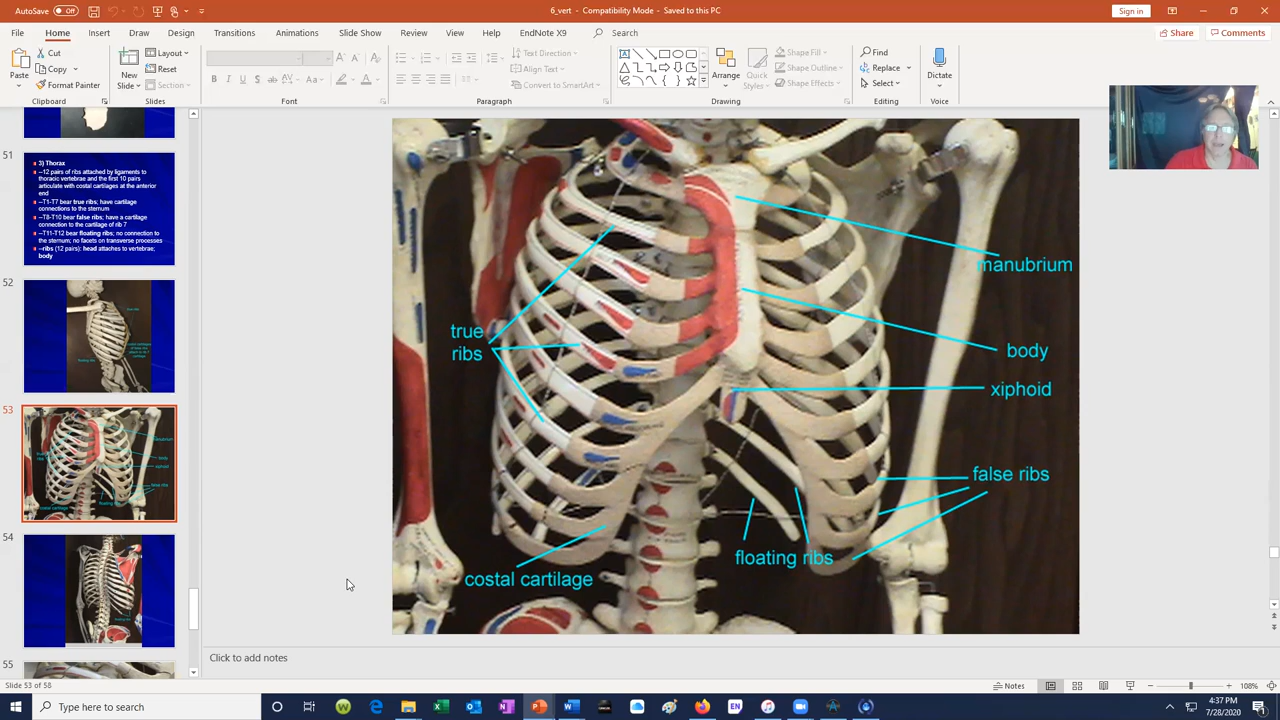 AutoSave Off
6_vert - Compatibility Mode - Saved to this PC
Sign in
File Home Insert Draw Design Transitions Animations Slide Show Review View Help EndNote X9 Search
Share Comments
Paste
Cut
Copy
Format Painter
Clipboard
New
Slide
Layout
Reset
Section
Slides
Font
Text Direction
Align Text
Convert to SmartArt
Paragraph
Arrange
Quick
Styles
Shape Fill
Shape Outline
Shape Effects
Drawing
Find
Replace
Select
Editing
Dictate
Voice
51
3) Thorax
--12 pairs of ribs attached by ligaments to
thoracic vertebrae and the first 10 pairs
articulate with costal cartilages at the anterior
end
--T1-T7 bear true ribs; have cartilage
connections to the sternum
--T8-T10 bear false ribs; have a cartilage
connection to the cartilage of rib 7
--T11-T12 bear floating ribs; no connection to
the sternum; no facets on transverse processes
--ribs (12 pairs): head attaches to vertebrae;
body
52
53
54
55
manubrium
true
ribs
body
xiphoid
false ribs
floating ribs
costal cartilage
Click to add notes
Slide 53 of 58
Notes
108%
Type here to search
4:37 PM
7/28/2020